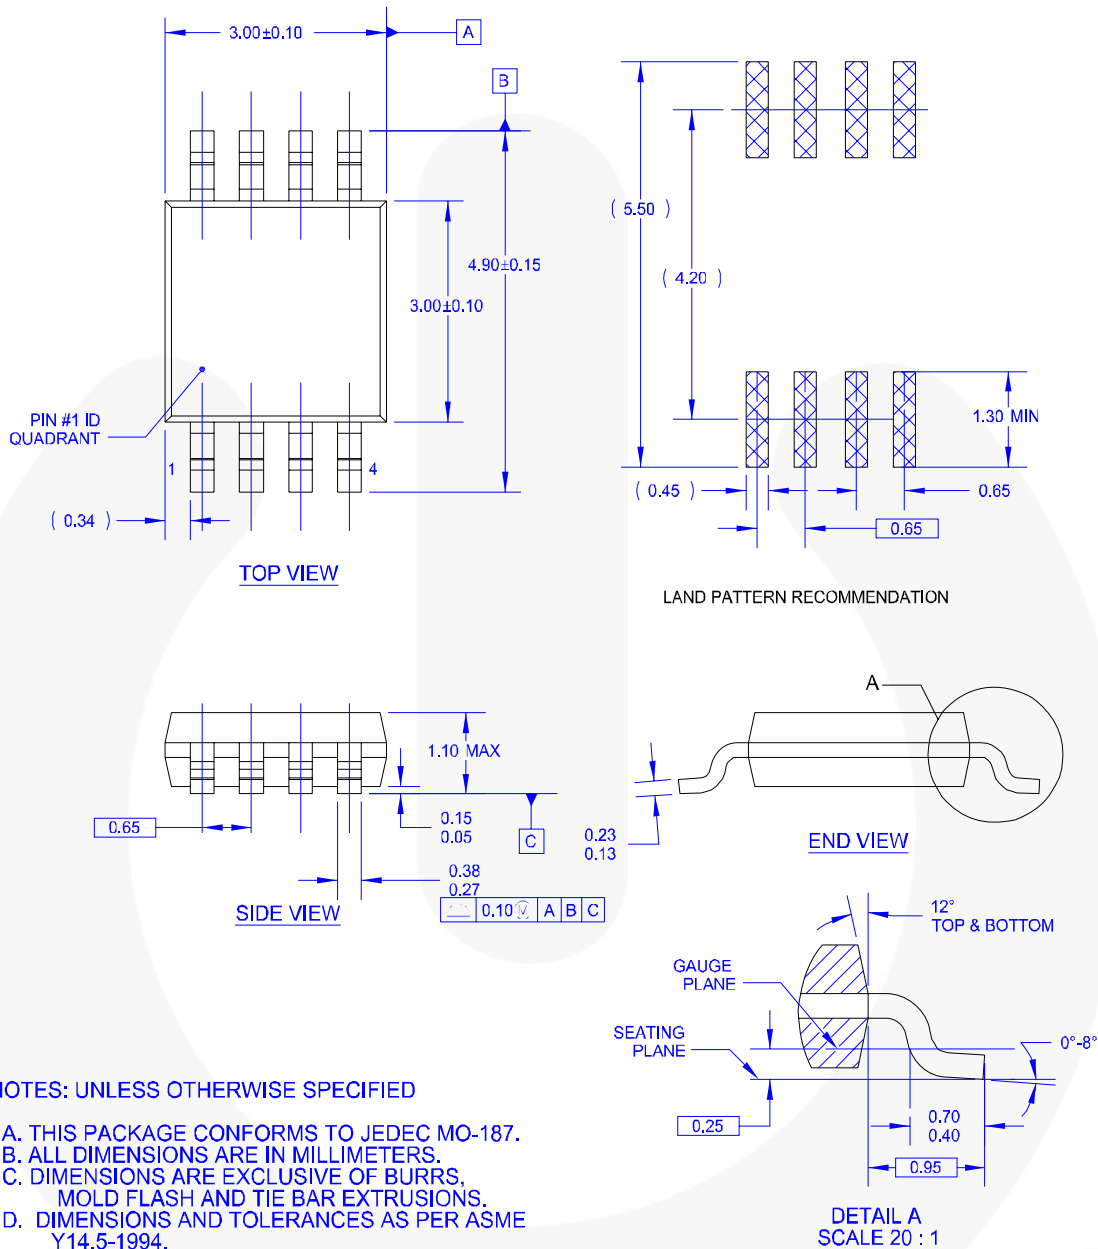 3.00±0.10
A
B
4.90±0.15
3.00±0.10
PIN #1 ID
QUADRANT
1
4
( 0.34 )
TOP VIEW
( 5.50 )
( 4.20 )
1.30 MIN
( 0.45 )
0.65
0.65
LAND PATTERN RECOMMENDATION
1.10 MAX
0.65
0.15
0.05
C
0.38
0.27
0.10 Ⓜ A B C
SIDE VIEW
A
0.23
0.13
END VIEW
12°
TOP & BOTTOM
GAUGE
PLANE
SEATING
PLANE
0°-8°
0.25
0.70
0.40
0.95
DETAIL A
SCALE 20 : 1
NOTES: UNLESS OTHERWISE SPECIFIED
A. THIS PACKAGE CONFORMS TO JEDEC MO-187.
B. ALL DIMENSIONS ARE IN MILLIMETERS.
C. DIMENSIONS ARE EXCLUSIVE OF BURRS,
MOLD FLASH AND TIE BAR EXTRUSIONS.
D. DIMENSIONS AND TOLERANCES AS PER ASME
Y14.5-1994.